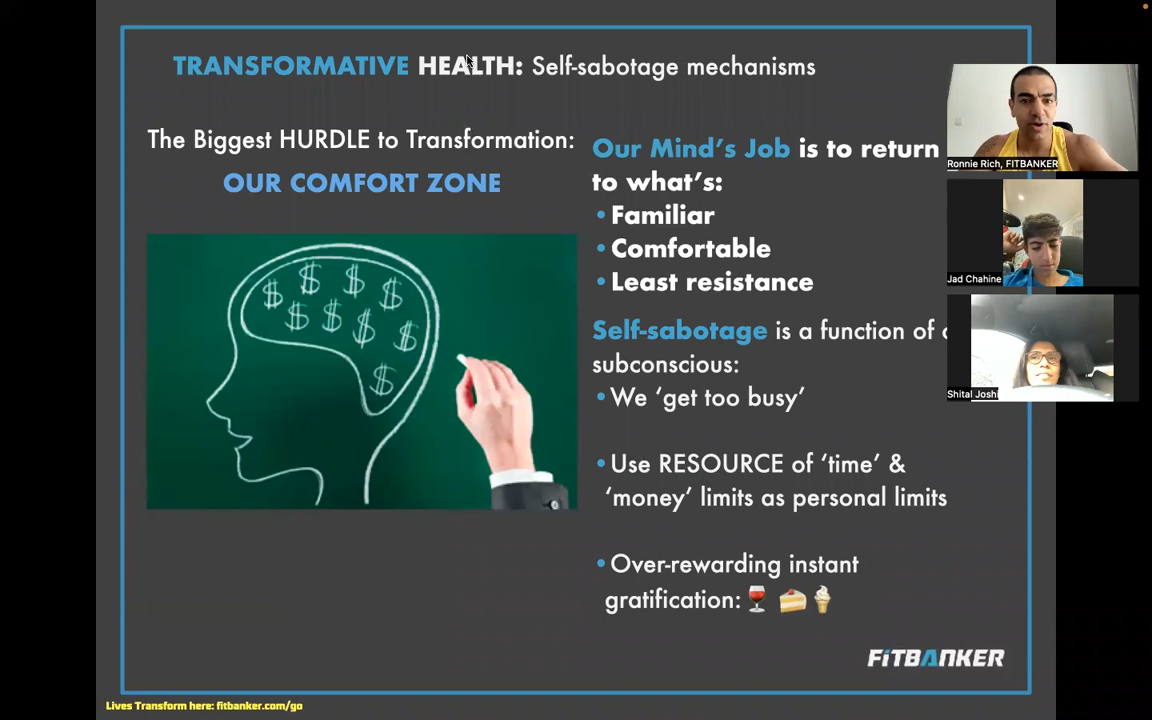 TRANSFORMATIVE HEALTH: Self-sabotage mechanisms
The Biggest HURDLE to Transformation:
OUR COMFORT ZONE
$ $ $ $ $ $ $ $ $
Our Mind’s Job is to return
to what’s:
•Familiar
•Comfortable
•Least resistance
Self-sabotage is a function of
subconscious:
•We ‘get too busy’
•Use RESOURCE of ‘time’ &
‘money’ limits as personal limits
•Over-rewarding instant
gratification:🍷 🍰 🍦
FiTBANKER
Lives Transform here: fitbanker.com/go
Ronnie Rich, FITBANKER
Jad Chahine
Shital Joshi